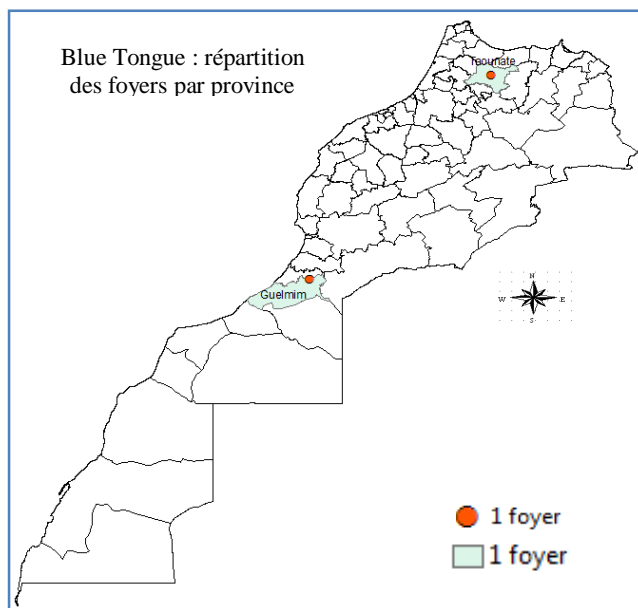 Blue Tongue : répartition
des foyers par province
Taounate
Guelmim
N
W E
S
1 foyer
1 foyer